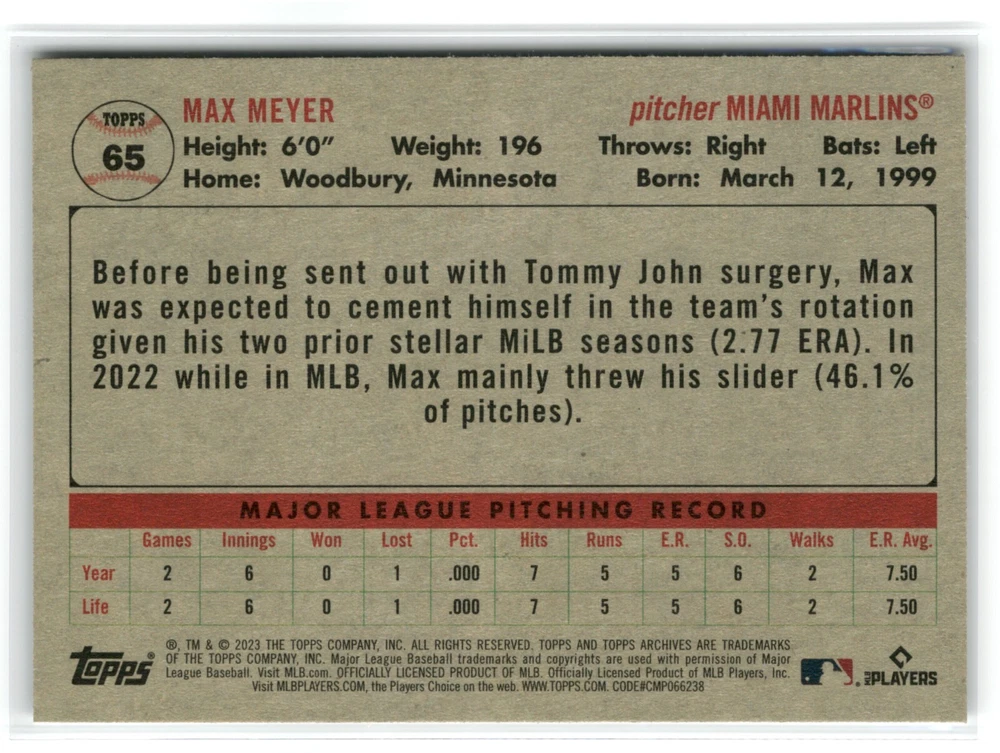 TOPPS
65
MAX MEYER
pitcher MIAMI MARLINS®
Height: 6'0" Weight: 196 Throws: Right Bats: Left
Home: Woodbury, Minnesota Born: March 12, 1999
Before being sent out with Tommy John surgery, Max
was expected to cement himself in the team's rotation
given his two prior stellar MiLB seasons (2.77 ERA). In
2022 while in MLB, Max mainly threw his slider (46.1%
of pitches).
MAJOR LEAGUE PITCHING RECORD
Games Innings Won Lost Pct. Hits Runs E.R. S.O. Walks E.R. Avg.
Year 2 6 0 1 .000 7 5 5 6 2 7.50
Life 2 6 0 1 .000 7 5 5 6 2 7.50
®, TM & © 2023 THE TOPPS COMPANY, INC. ALL RIGHTS RESERVED. TOPPS AND TOPPS ARCHIVES ARE TRADEMARKS
OF THE TOPPS COMPANY, INC. Major League Baseball trademarks and copyrights are used with permission of Major
League Baseball. Visit MLB.com. OFFICIALLY LICENSED PRODUCT OF MLB. Officially Licensed Product of MLB Players, Inc.
Visit MLBPLAYERS.COM, the Players Choice on the web. WWW.TOPPS.COM. CODE#CMP066238
Topps®
MLB PLAYERS